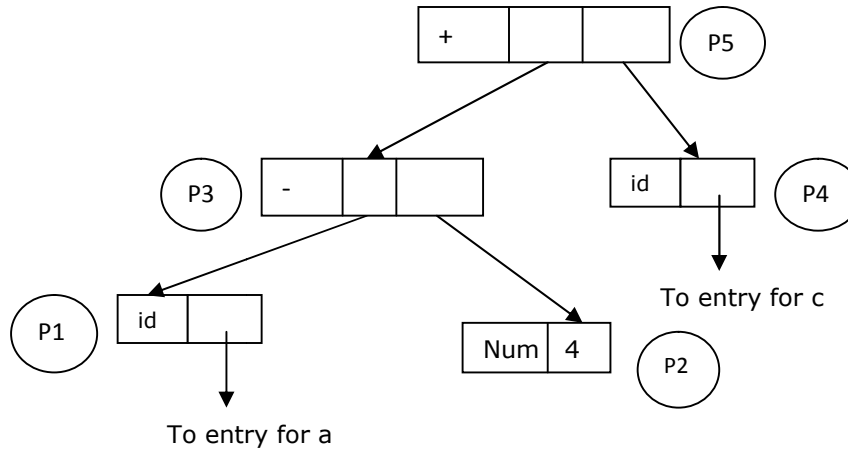 +
P5
P3
-
id
P4
P1
id
To entry for c
Num 4
P2
To entry for a